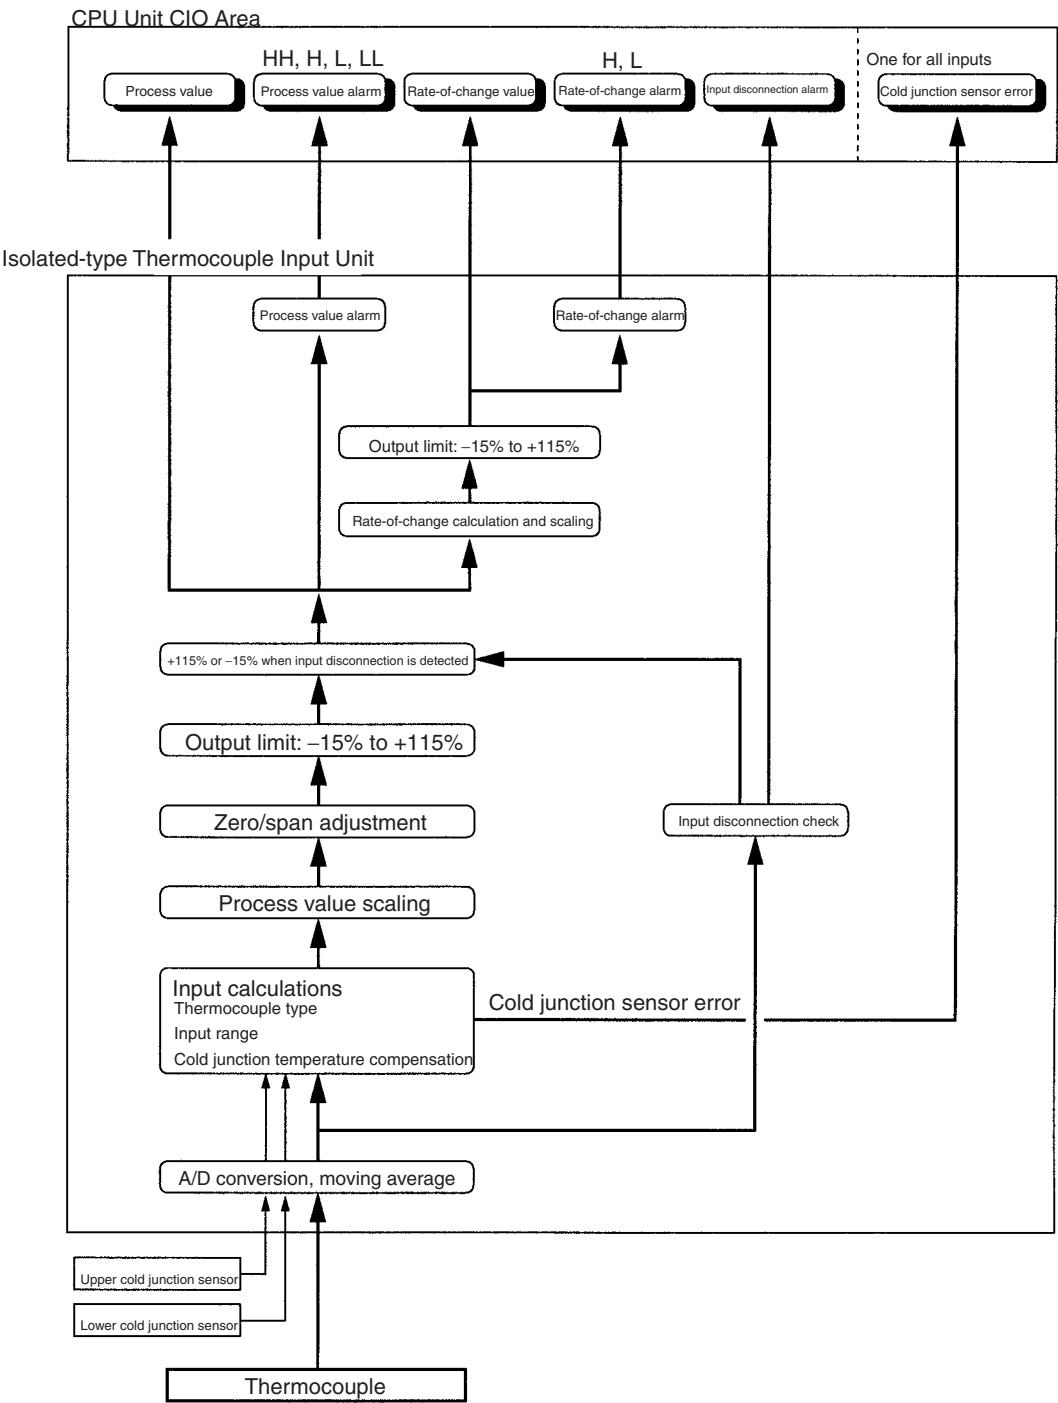 CPU Unit CIO Area
HH, H, L, LL
H, L
One for all inputs
Process value
Process value alarm
Rate-of-change value
Rate-of-change alarm
Input disconnection alarm
Cold junction sensor error
Isolated-type Thermocouple Input Unit
Process value alarm
Rate-of-change alarm
Output limit: –15% to +115%
Rate-of-change calculation and scaling
+115% or –15% when input disconnection is detected
Output limit: –15% to +115%
Zero/span adjustment
Input disconnection check
Process value scaling
Input calculations
Thermocouple type
Input range
Cold junction temperature compensation
Cold junction sensor error
A/D conversion, moving average
Upper cold junction sensor
Lower cold junction sensor
Thermocouple